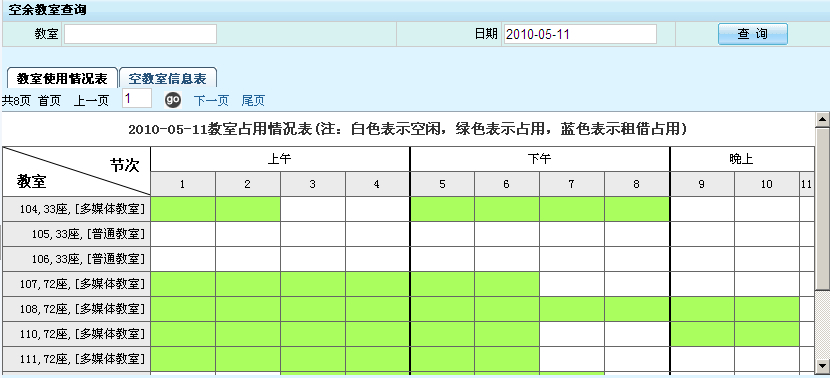 空余教室查询
教室 日期 2010-05-11 查 询
教室使用情况表 空教室信息表
共8页 首页 上一页 1 go 下一页 尾页
2010-05-11教室占用情况表(注: 白色表示空闲, 绿色表示占用, 蓝色表示租借占用)
节次 上午 下午 晚上
教室 1 2 3 4 5 6 7 8 9 10 11
104,33座,[多媒体教室]
105,33座,[普通教室]
106,33座,[普通教室]
107,72座,[多媒体教室]
108,72座,[多媒体教室]
110,72座,[多媒体教室]
111,72座,[多媒体教室]